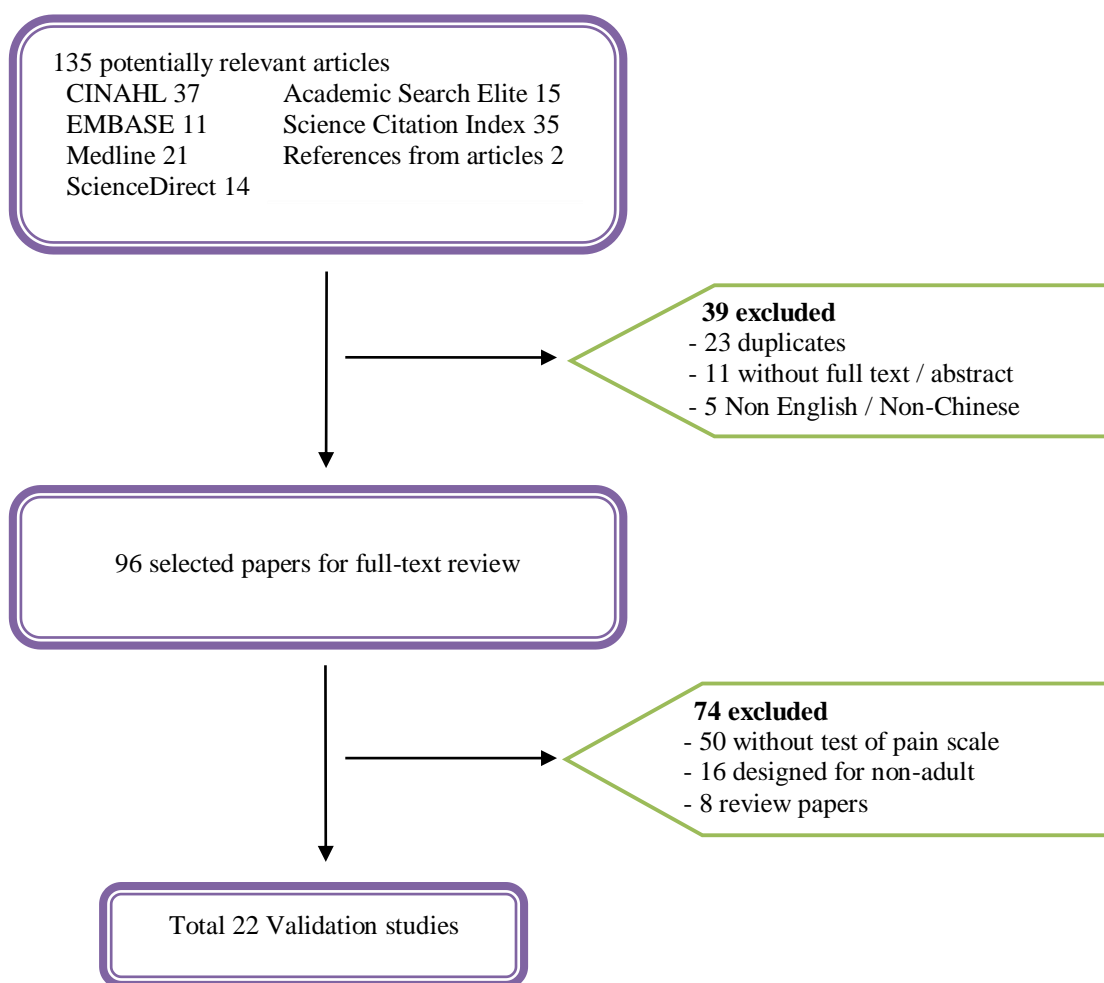 135 potentially relevant articles
CINAHL 37 Academic Search Elite 15
EMBASE 11 Science Citation Index 35
Medline 21 References from articles 2
ScienceDirect 14
39 excluded
- 23 duplicates
- 11 without full text / abstract
- 5 Non English / Non-Chinese
96 selected papers for full-text review
74 excluded
- 50 without test of pain scale
- 16 designed for non-adult
- 8 review papers
Total 22 Validation studies